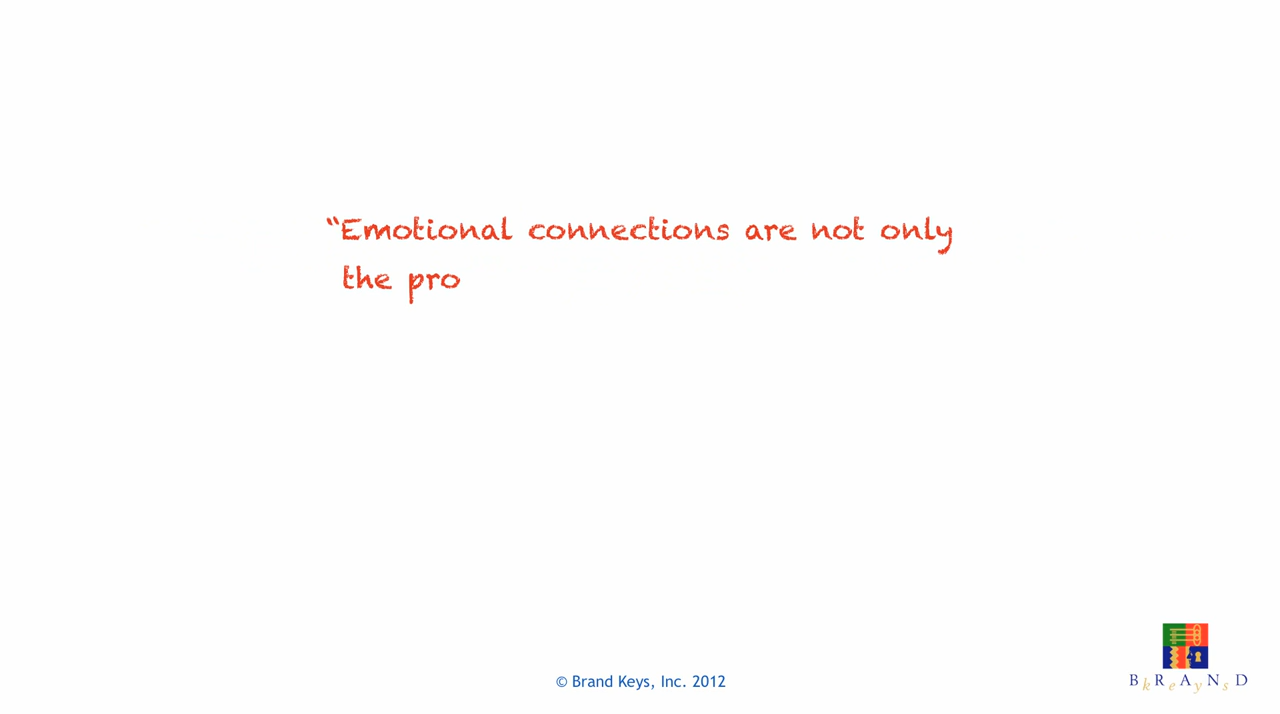 “Emotional connections are not only
the pro
© Brand Keys, Inc. 2012
BkReAyNsD